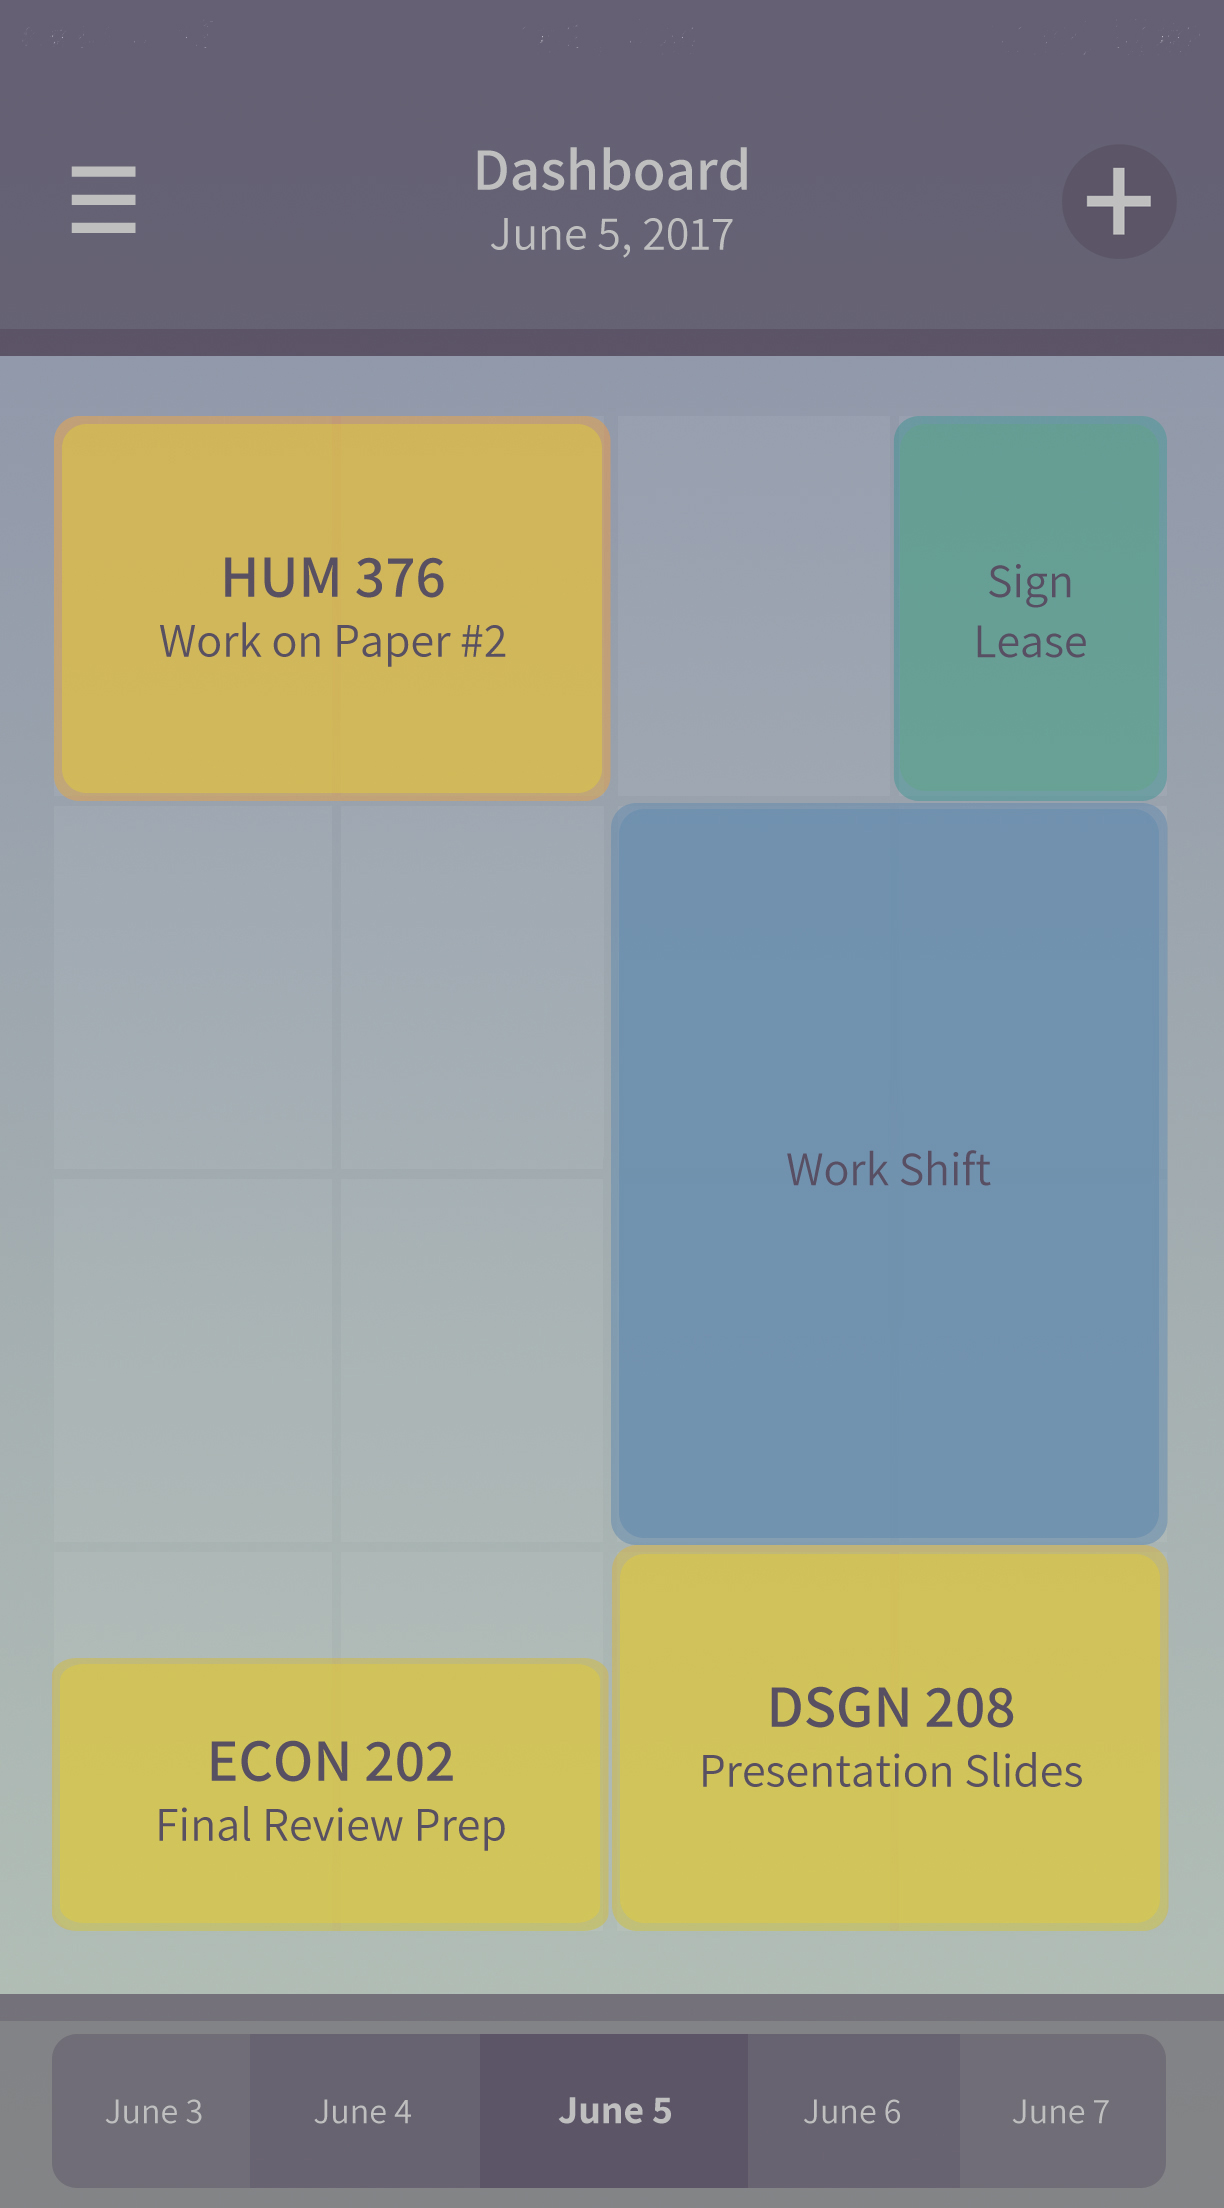 Dashboard
June 5, 2017
HUM 376
Work on Paper #2
Sign
Lease
Work Shift
DSGN 208
Presentation Slides
ECON 202
Final Review Prep
June 3
June 4
June 5
June 6
June 7